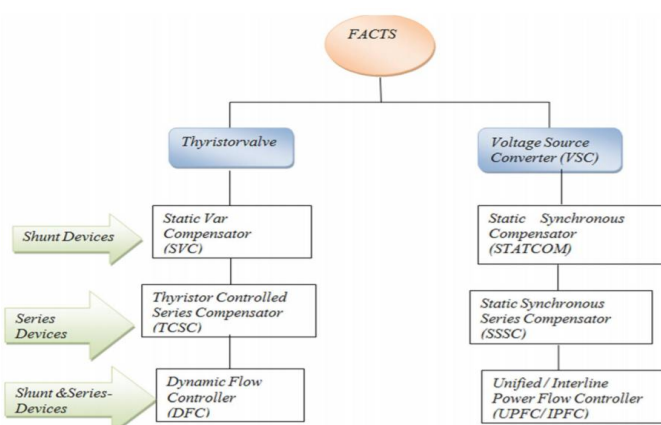 FACTS
Thyristorvalve
Voltage Source
Converter (VSC)
Shunt Devices
Static Var
Compensator
(SVC)
Static Synchronous
Compensator
(STATCOM)
Series
Devices
Thyristor Controlled
Series Compensator
(TCSC)
Static Synchronous
Series Compensator
(SSSC)
Shunt &Series-
Devices
Dynamic Flow
Controller
(DFC)
Unified / Interline
Power Flow Controller
(UPFC/ IPFC)